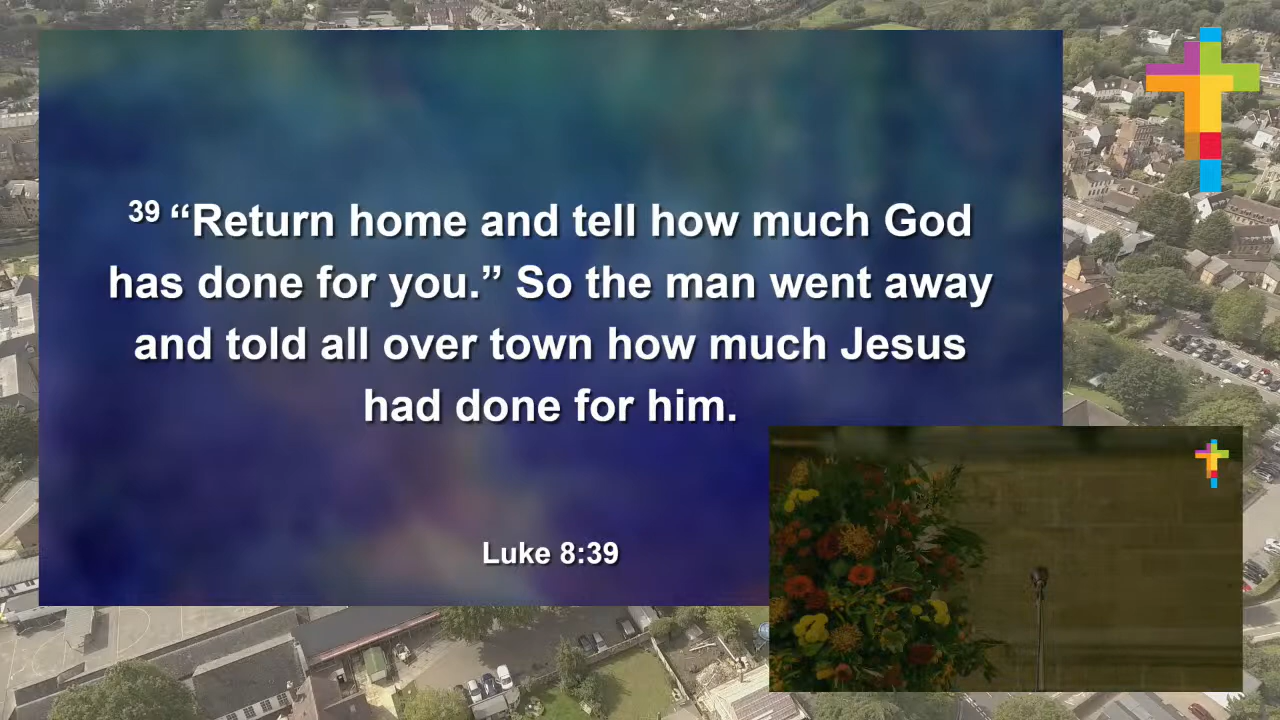 39 “Return home and tell how much God
has done for you.” So the man went away
and told all over town how much Jesus
had done for him.
Luke 8:39